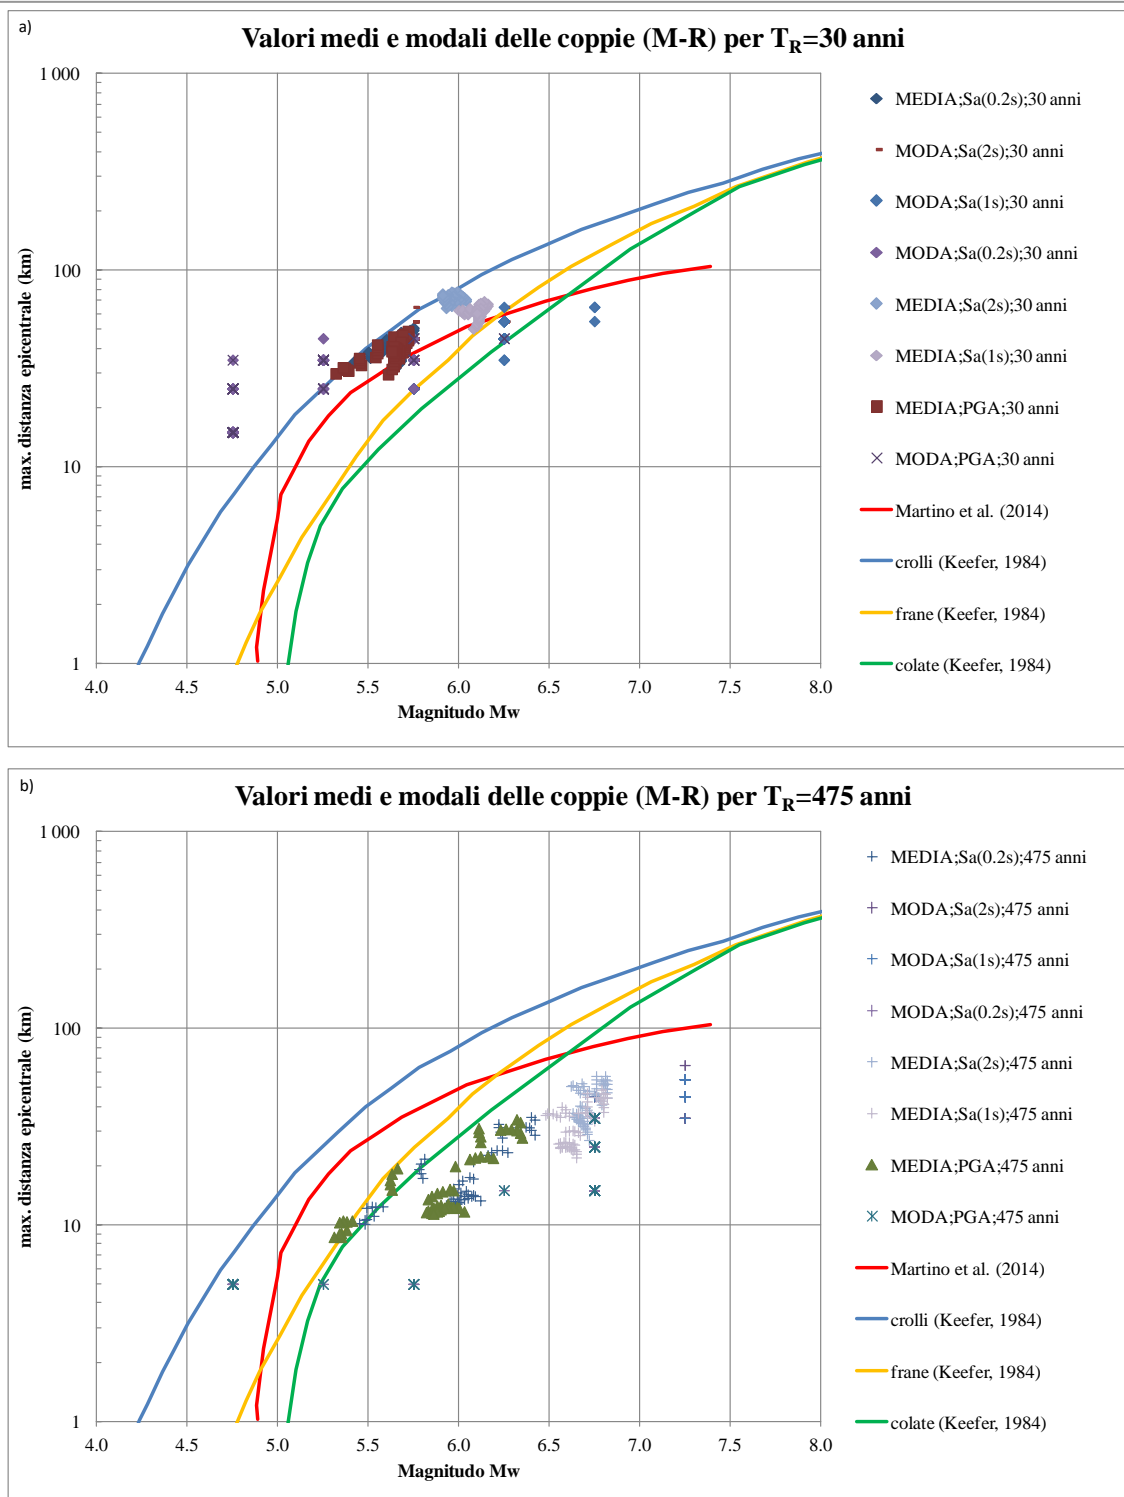 a)
Valori medi e modali delle coppie (M-R) per TR=30 anni
1 000
100
10
1
max. distanza epicentrale (km)
4.0 4.5 5.0 5.5 6.0 6.5 7.0 7.5 8.0
Magnitudo Mw
MEDIA;Sa(0.2s);30 anni
MODA;Sa(2s);30 anni
MODA;Sa(1s);30 anni
MODA;Sa(0.2s);30 anni
MEDIA;Sa(2s);30 anni
MEDIA;Sa(1s);30 anni
MEDIA;PGA;30 anni
MODA;PGA;30 anni
Martino et al. (2014)
crolli (Keefer, 1984)
frane (Keefer, 1984)
colate (Keefer, 1984)
b)
Valori medi e modali delle coppie (M-R) per TR=475 anni
1 000
100
10
1
max. distanza epicentrale (km)
4.0 4.5 5.0 5.5 6.0 6.5 7.0 7.5 8.0
Magnitudo Mw
MEDIA;Sa(0.2s);475 anni
MODA;Sa(2s);475 anni
MODA;Sa(1s);475 anni
MODA;Sa(0.2s);475 anni
MEDIA;Sa(2s);475 anni
MEDIA;Sa(1s);475 anni
MEDIA;PGA;475 anni
MODA;PGA;475 anni
Martino et al. (2014)
crolli (Keefer, 1984)
frane (Keefer, 1984)
colate (Keefer, 1984)